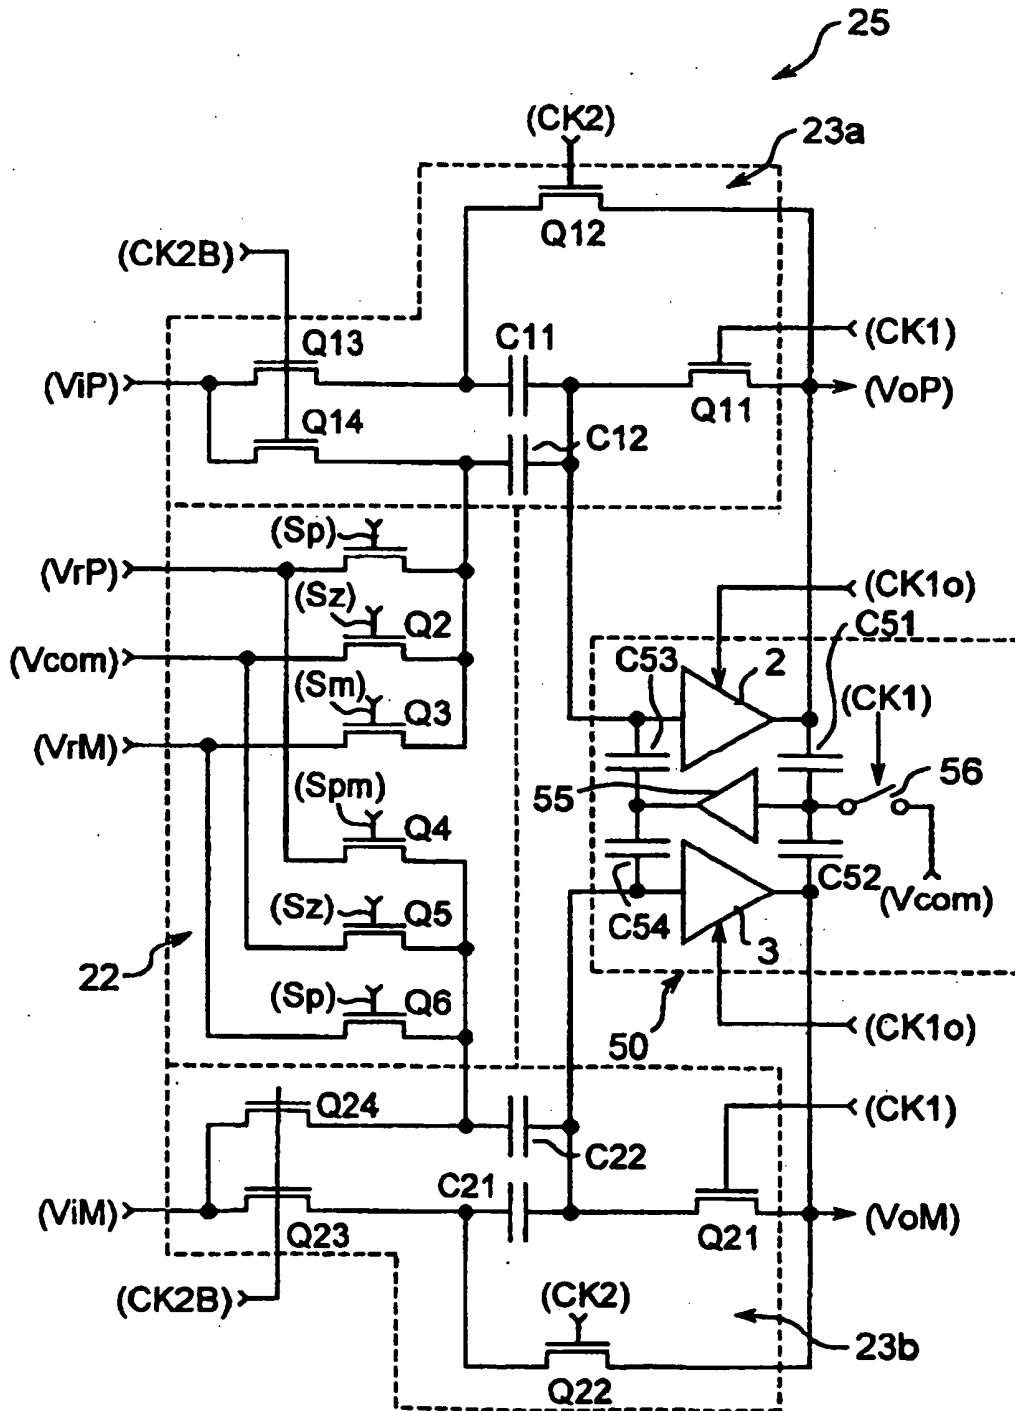 25
(CK2)
23a
Q12
(CK2B)
C11
(CK1)
Q13
(ViP)
(VoP)
Q14
Q11
C12
(Sp)
(VrP)
(CK1o)
(Sz)
Q2
C51
(Vcom)
C53
2
(Sm)
Q3
(CK1)
(VrM)
(Spm)
55
56
Q4
C52
(Sz)
Q5
C54
(Vcom)
3
22
(Sp)
Q6
50
(CK1o)
Q24
(CK1)
C22
C21
(ViM)
(VoM)
Q23
Q21
(CK2B)
(CK2)
23b
Q22